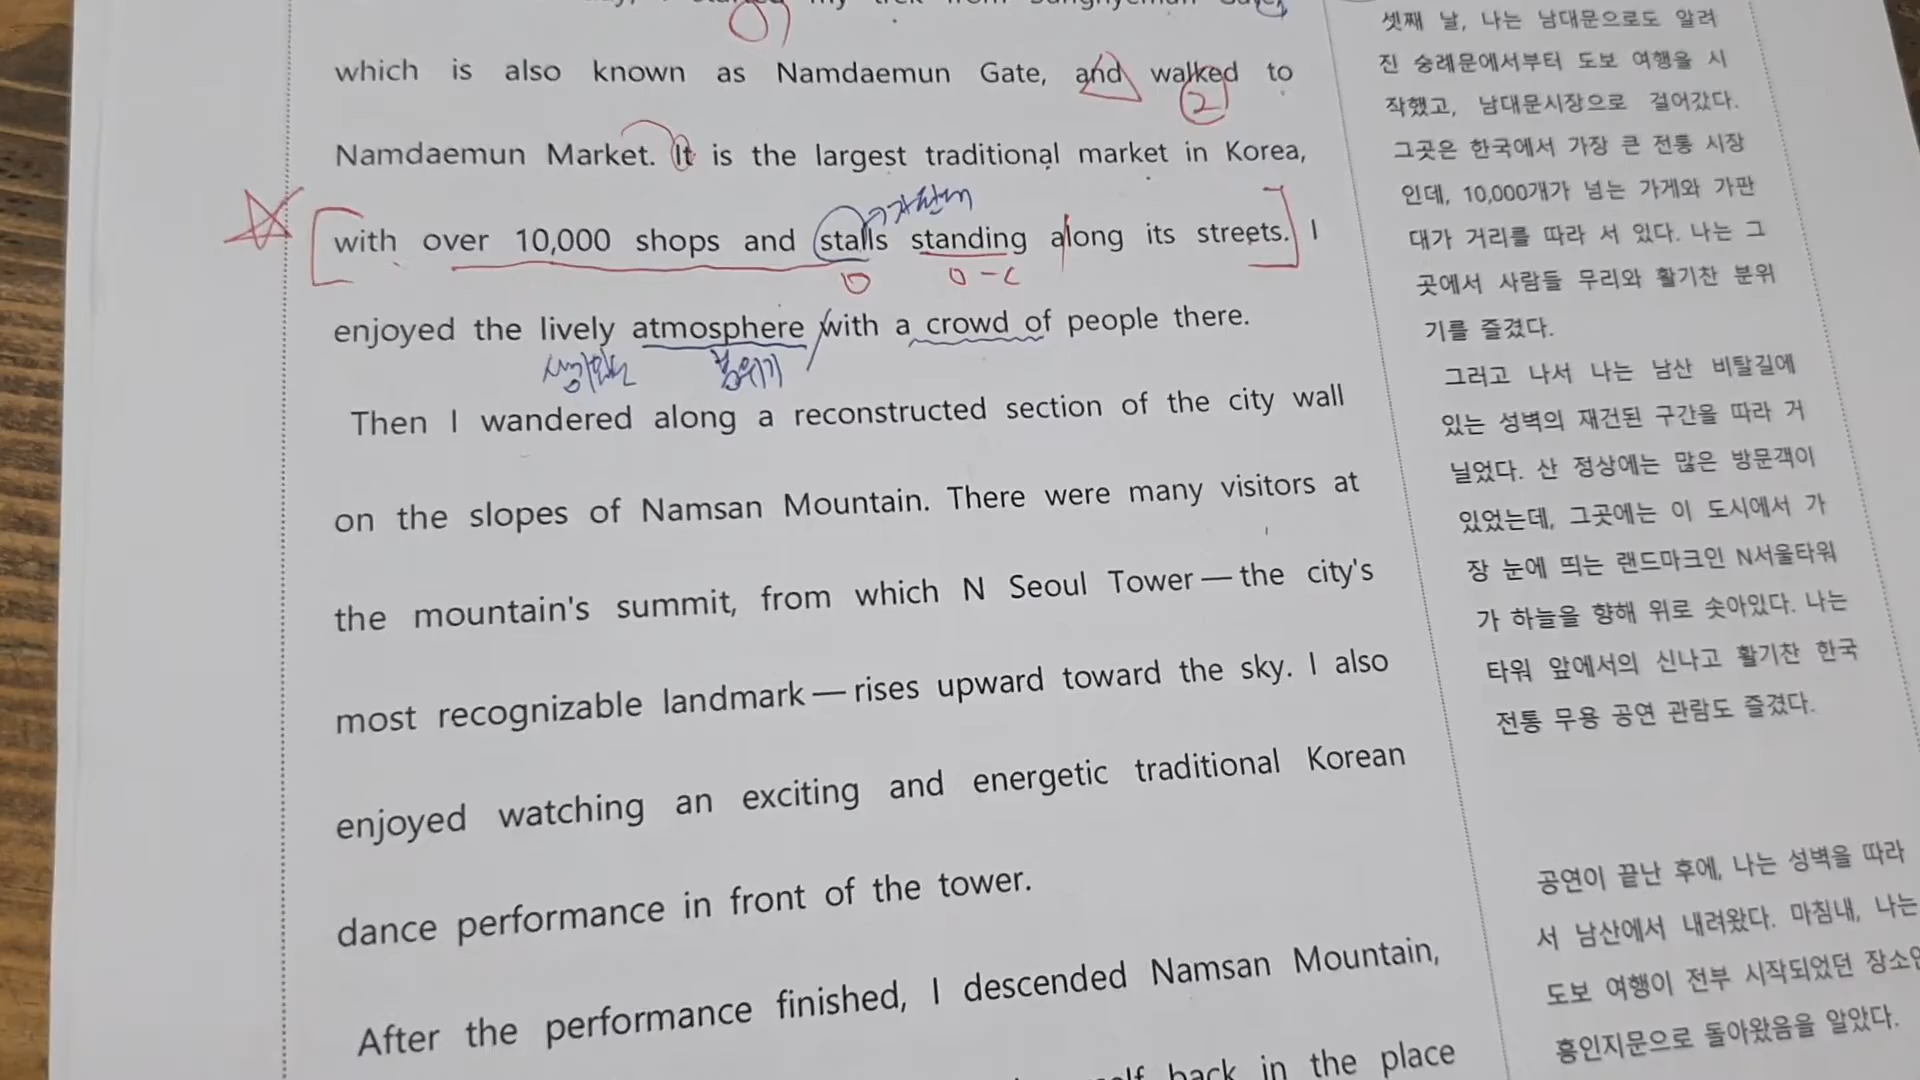 which is also known as Namdaemun Gate, and walked to
②
Namdaemun Market. It is the largest traditional market in Korea,
가판대
with over 10,000 shops and stalls standing along its streets. I
enjoyed the lively atmosphere with a crowd of people there.
분위기
Then I wandered along a reconstructed section of the city wall
on the slopes of Namsan Mountain. There were many visitors at
the mountain's summit, from which N Seoul Tower — the city's
most recognizable landmark — rises upward toward the sky. I also
enjoyed watching an exciting and energetic traditional Korean
dance performance in front of the tower.
After the performance finished, I descended Namsan Mountain,
back in the place
셋째 날, 나는 남대문으로도 알려
진 숭례문에서부터 도보 여행을 시
작했고, 남대문시장으로 걸어갔다.
그곳은 한국에서 가장 큰 전통 시장
인데, 10,000개가 넘는 가게와 가판
대가 거리를 따라 서 있다. 나는 그
곳에서 사람들 무리와 활기찬 분위
기를 즐겼다.
그러고 나서 나는 남산 비탈길에
있는 성벽의 재건된 구간을 따라 거
닐었다. 산 정상에는 많은 방문객이
있었는데, 그곳에는 이 도시에서 가
장 눈에 띄는 랜드마크인 N서울타워
가 하늘을 향해 위로 솟아있다. 나는
타워 앞에서의 신나고 활기찬 한국
전통 무용 공연 관람도 즐겼다.
공연이 끝난 후에, 나는 성벽을 따라
서 남산에서 내려왔다. 마침내, 나는
도보 여행이 전부 시작되었던 장소인
흥인지문으로 돌아왔음을 알았다.